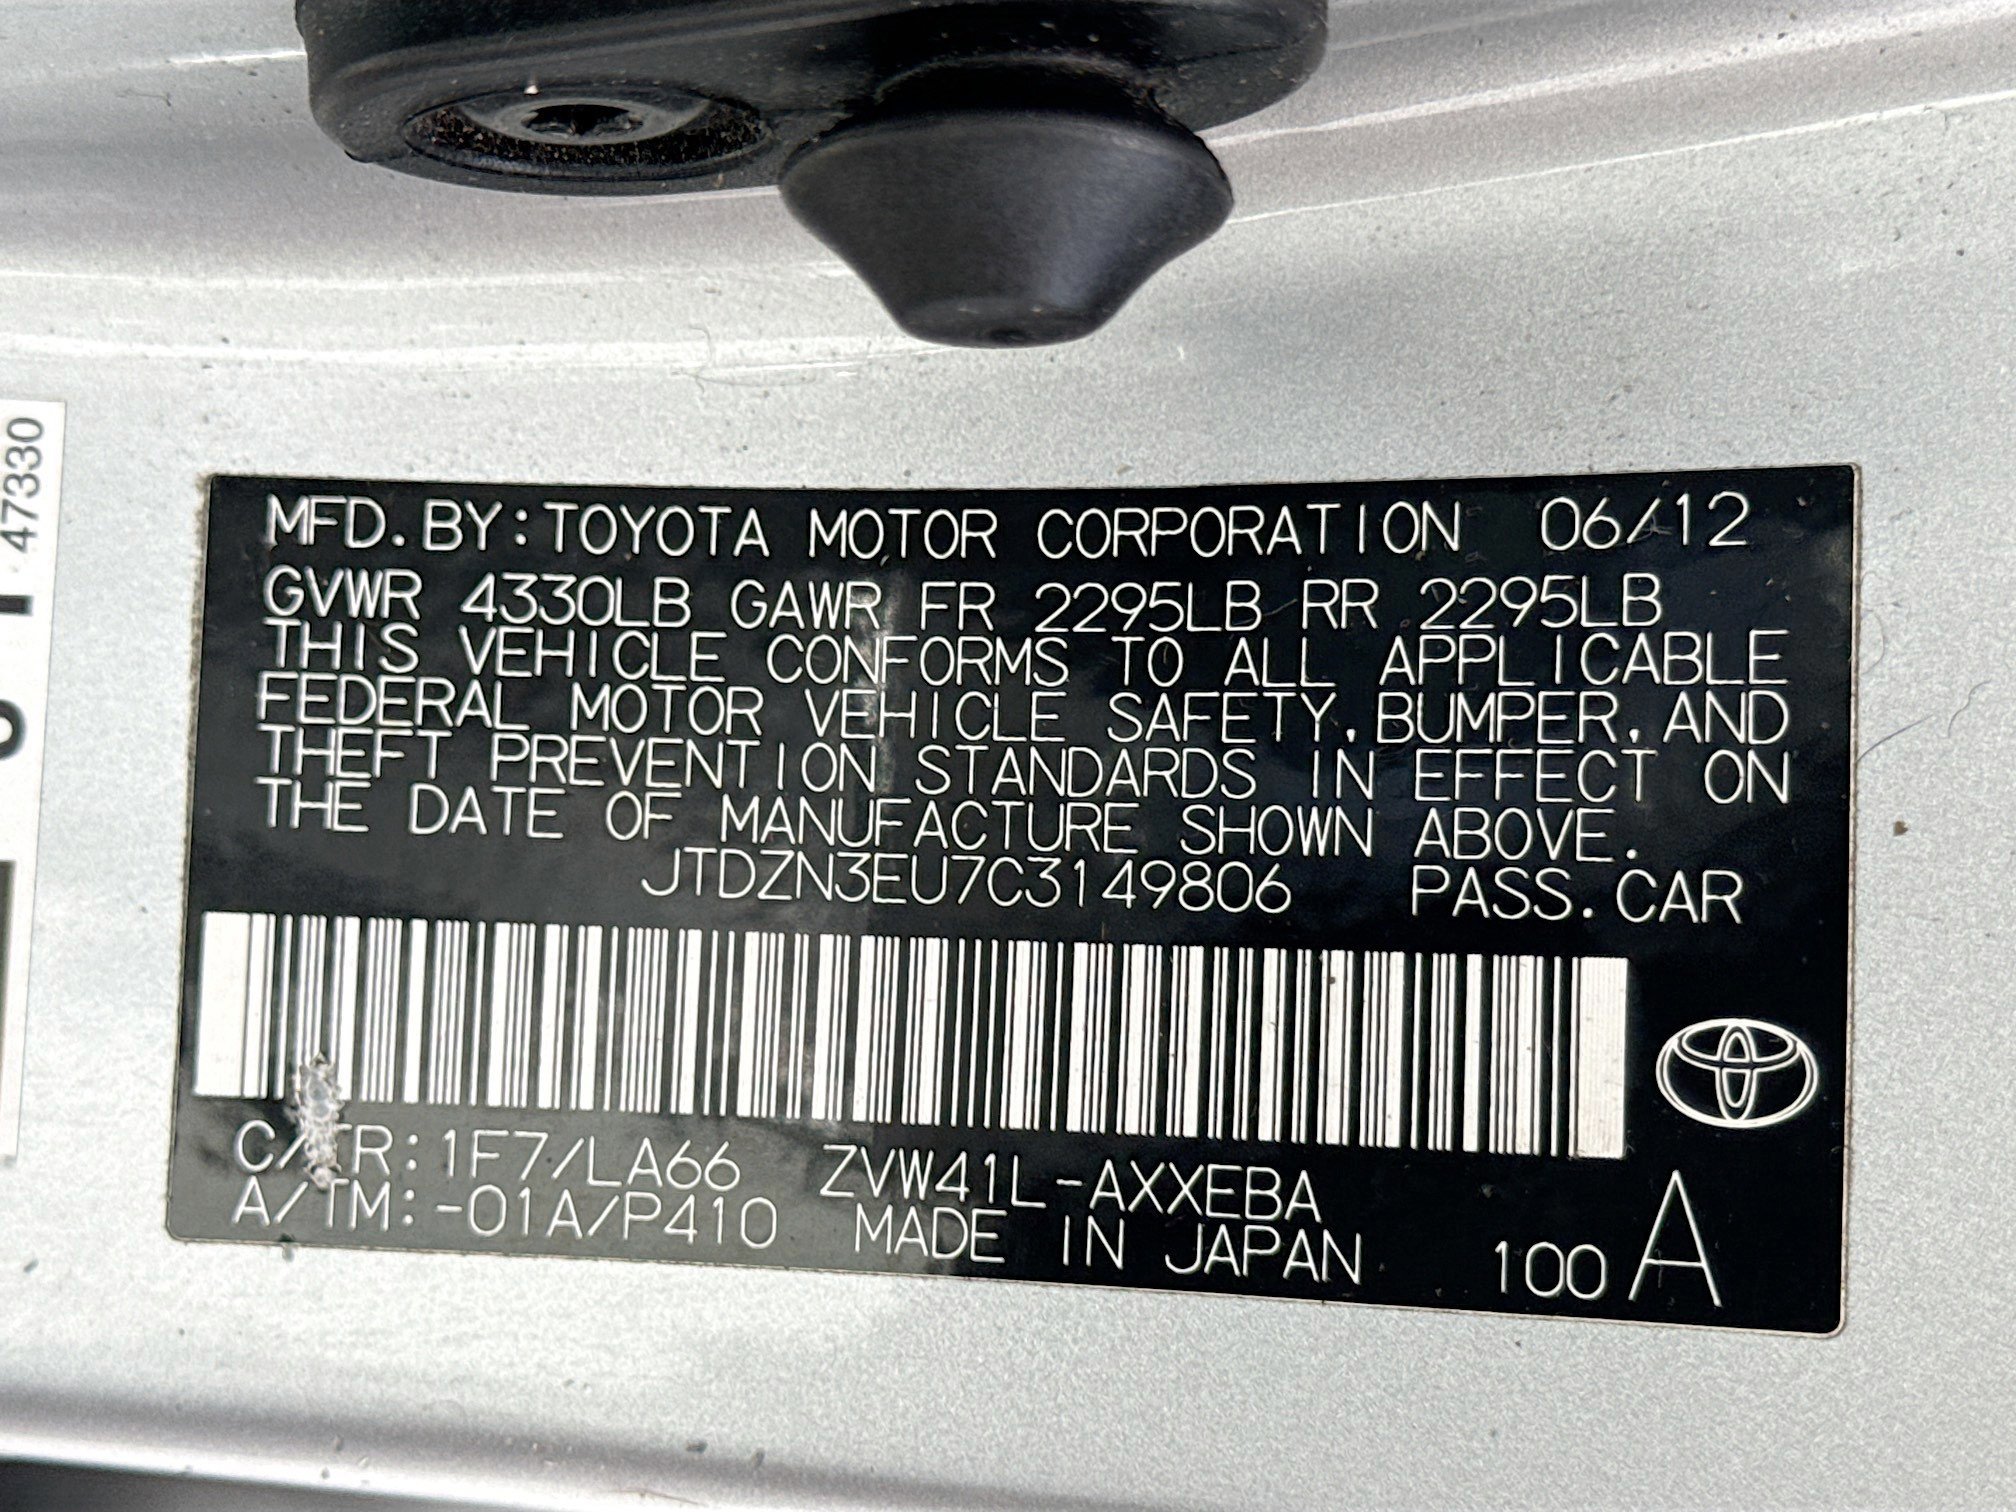 47330
MFD. BY: TOYOTA MOTOR CORPORATION 06/12
GVWR 4330LB GAWR FR 2295LB RR 2295LB
THIS VEHICLE CONFORMS TO ALL APPLICABLE
FEDERAL MOTOR VEHICLE SAFETY, BUMPER, AND
THEFT PREVENTION STANDARDS IN EFFECT ON
THE DATE OF MANUFACTURE SHOWN ABOVE.
JTDZN3EU7C3149806 PASS. CAR
C/TR: 1F7/LA66 ZVW41L-AXXEBA
A/TM: -01A/P410 MADE IN JAPAN 100 A